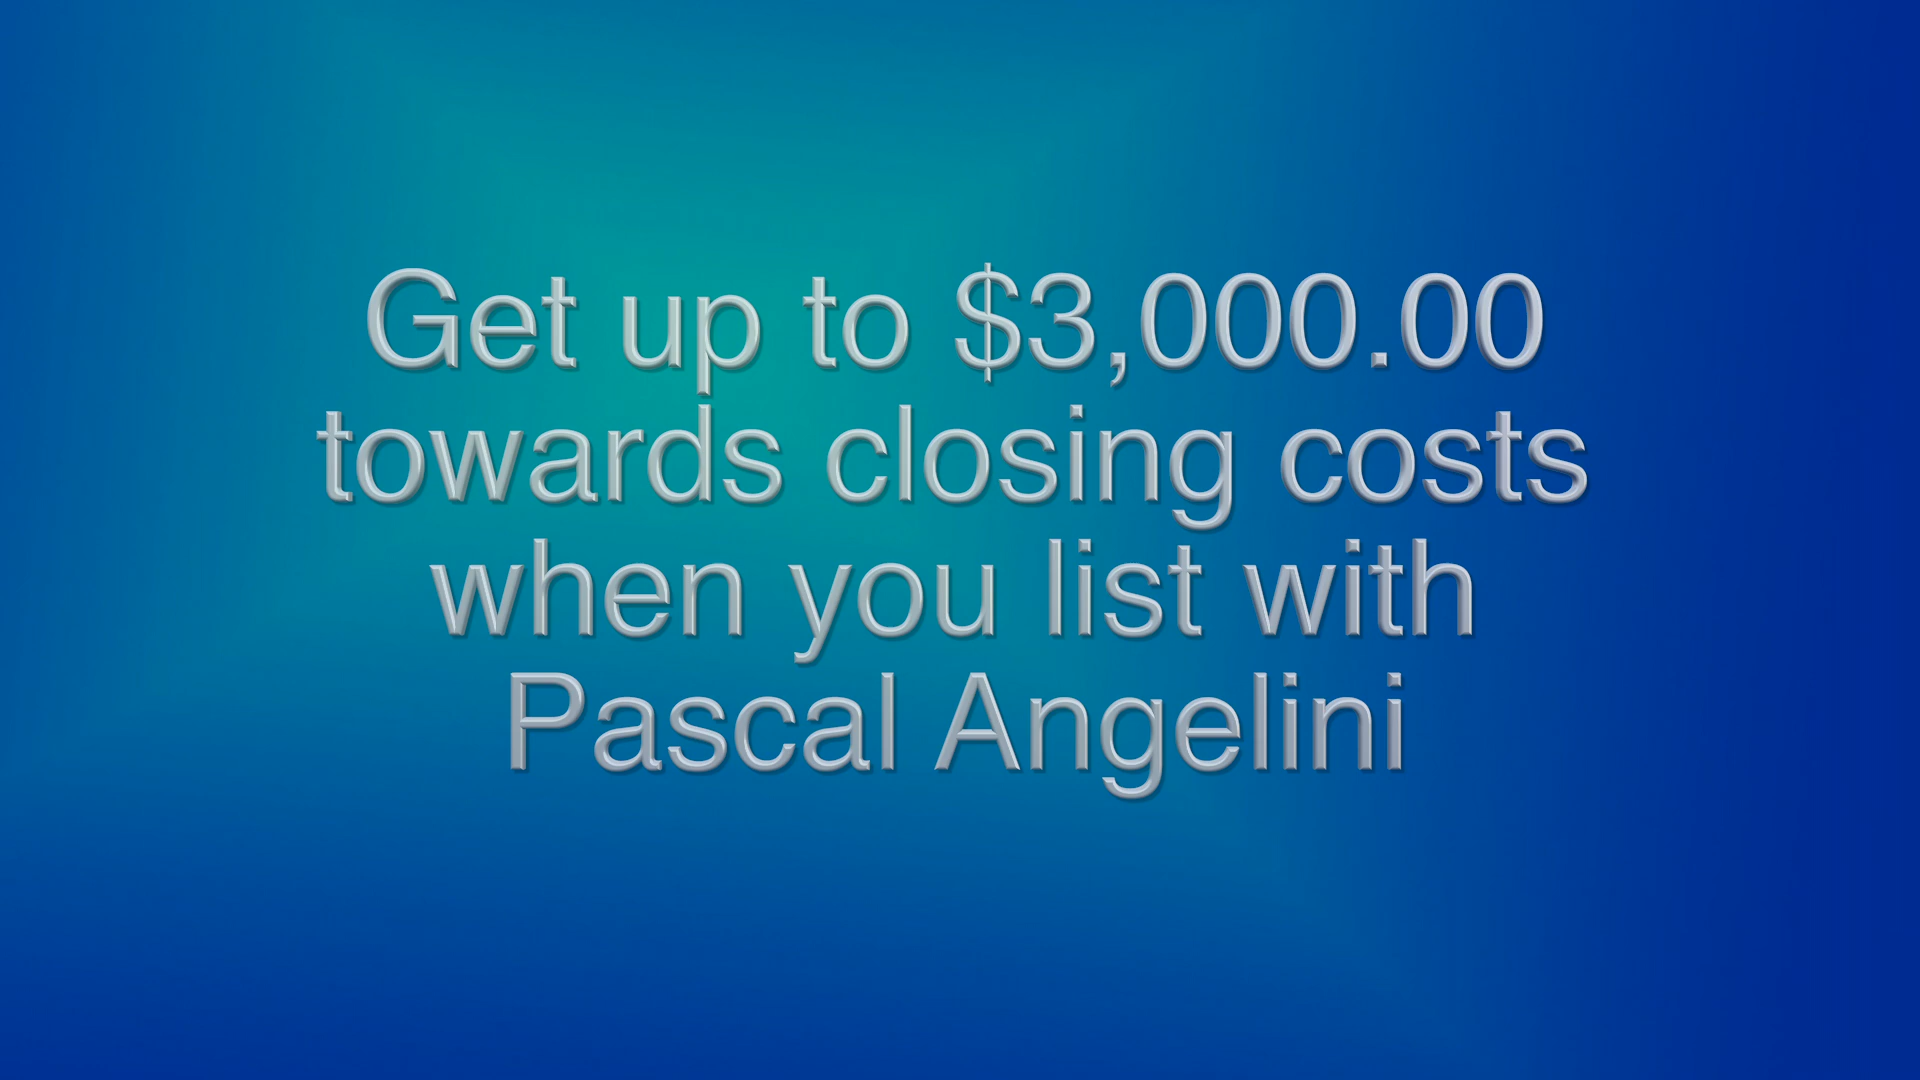 Get up to $3,000.00
towards closing costs
when you list with
Pascal Angelini